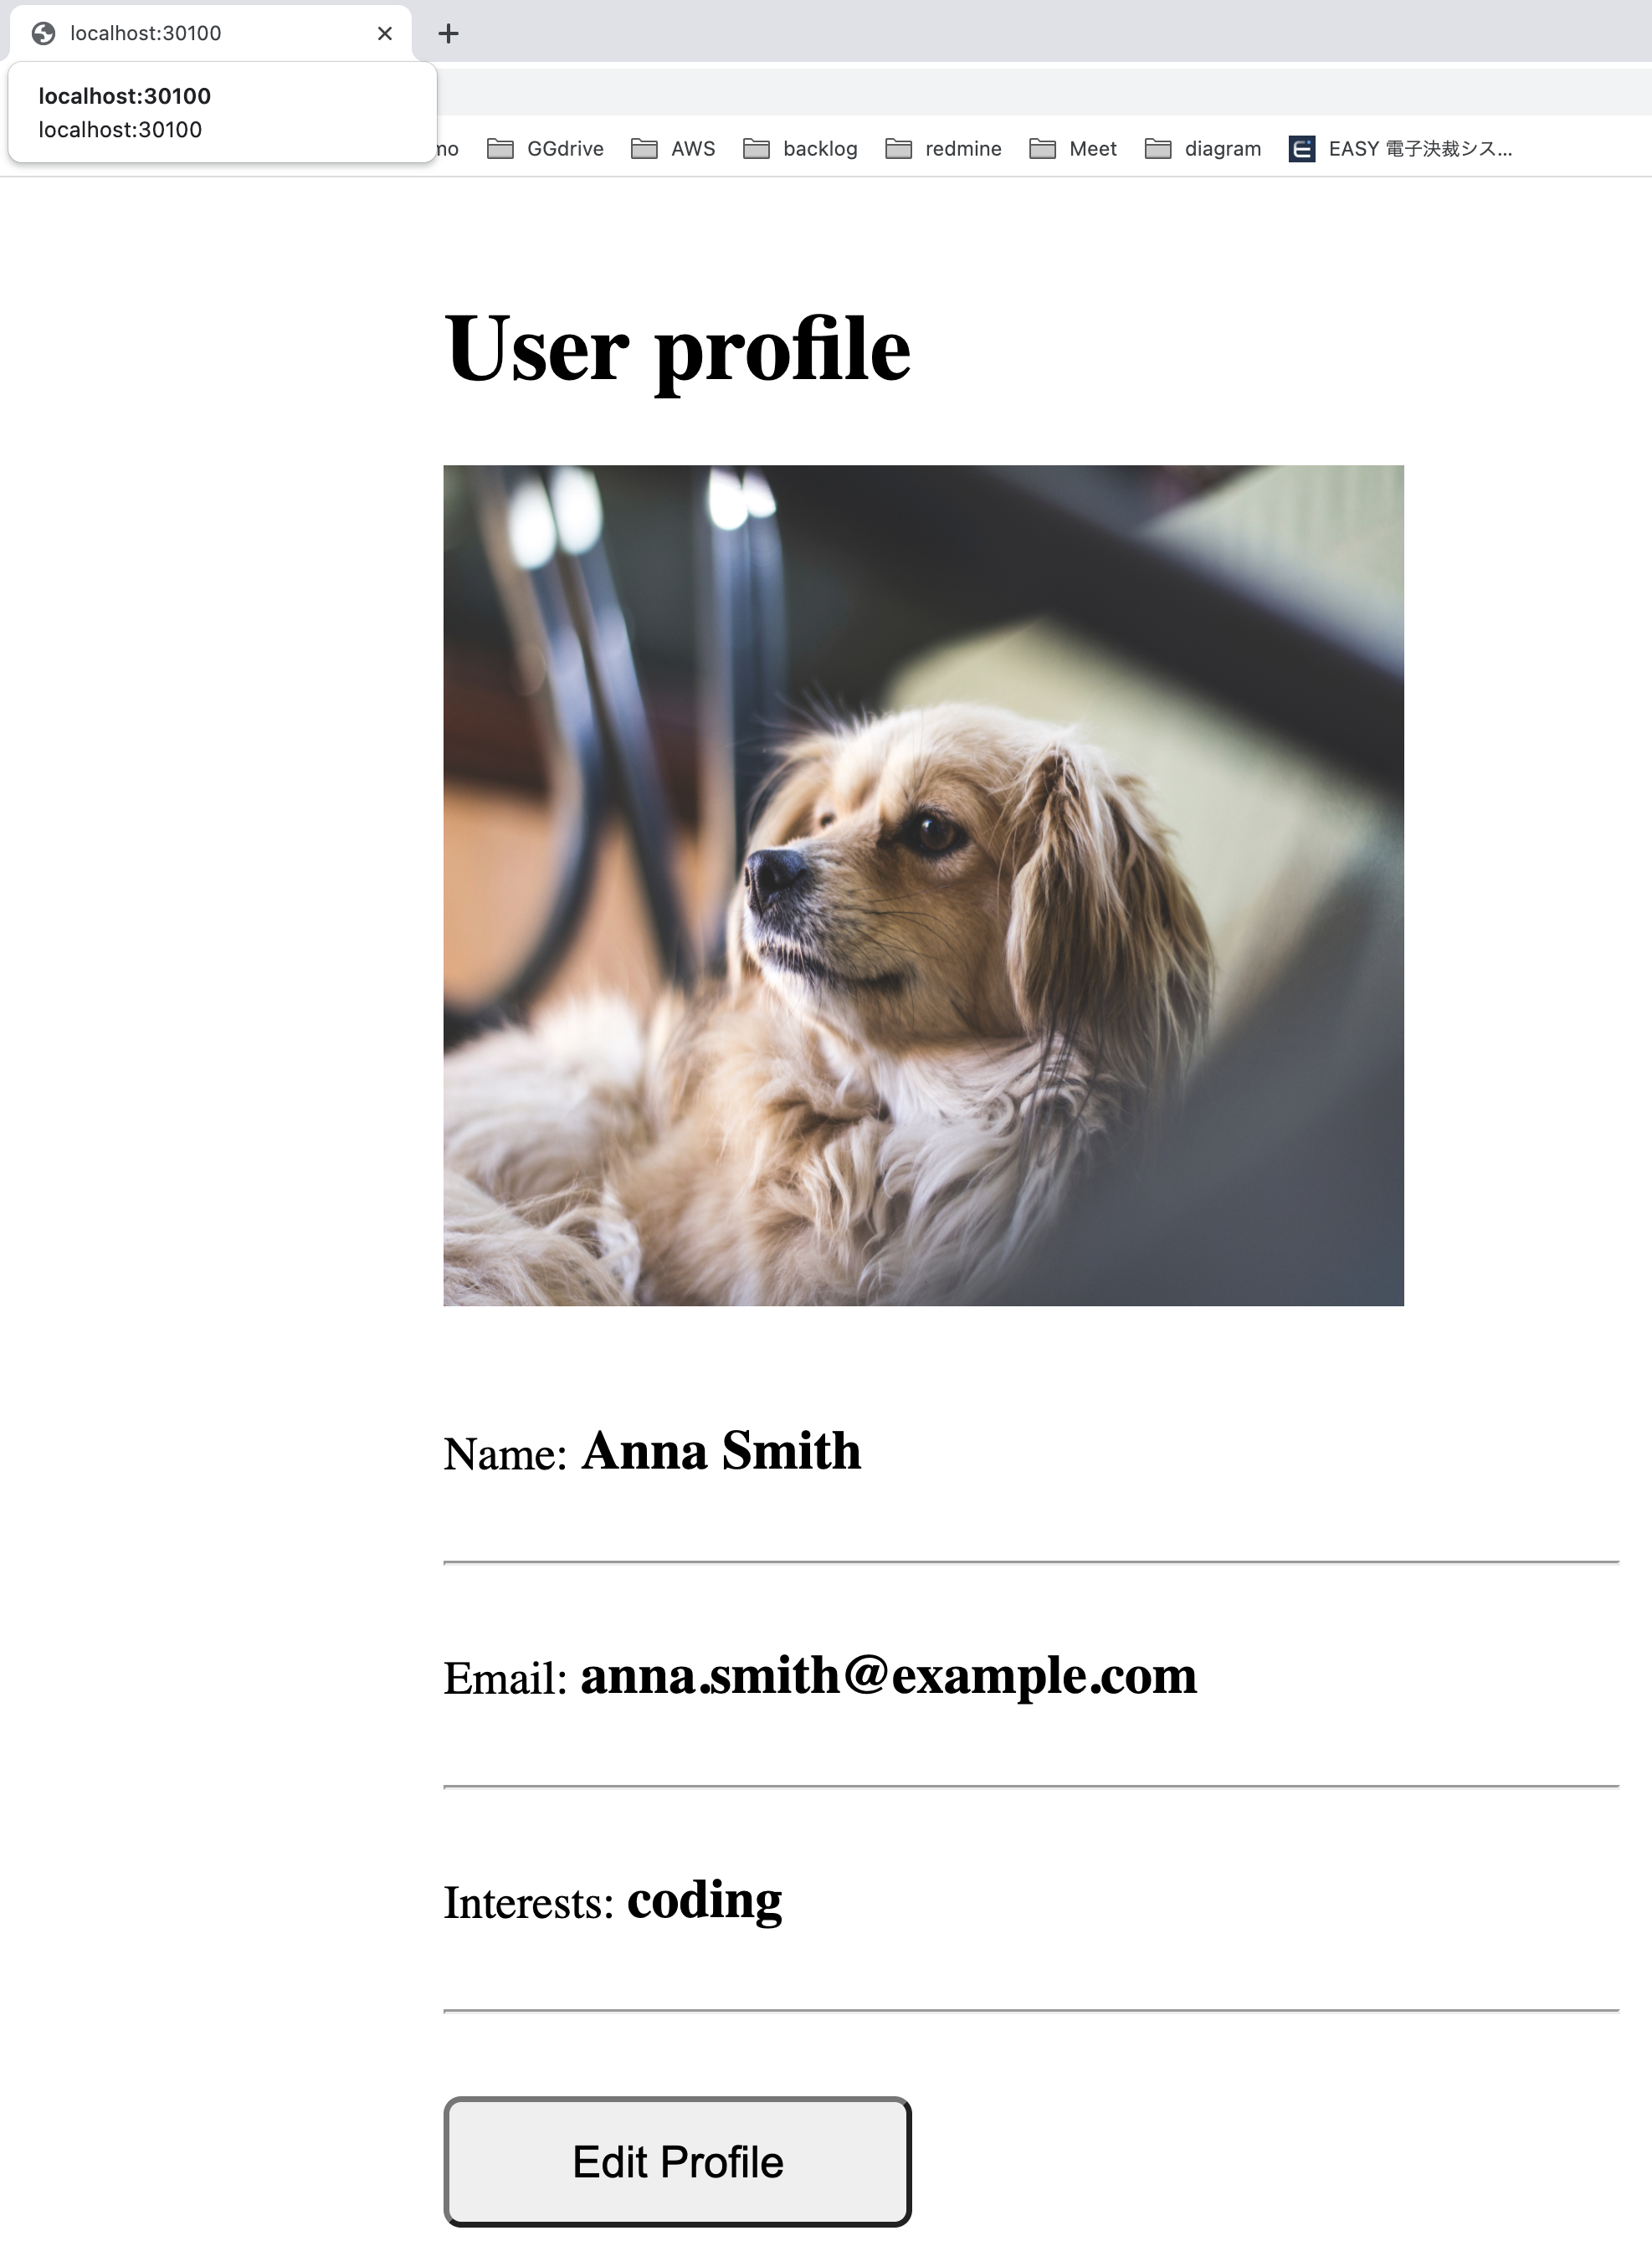 localhost:30100
localhost:30100
localhost:30100
GGdrive AWS backlog redmine Meet diagram EASY 電子決裁シス...
User profile
Name: Anna Smith
Email: anna.smith@example.com
Interests: coding
Edit Profile